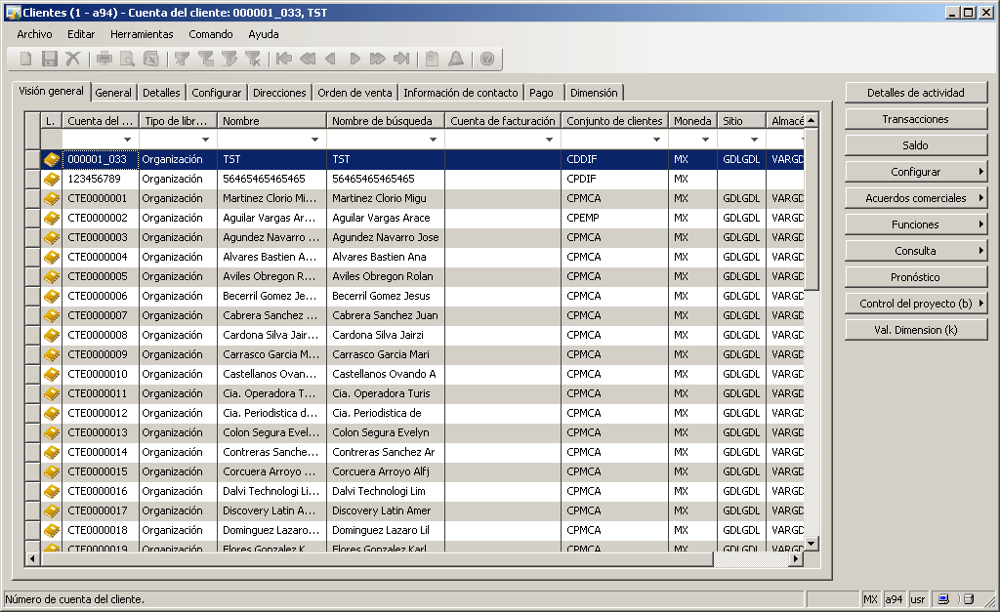 Clientes (1 - a94) - Cuenta del cliente: 000001_033, TST
Archivo Editar Herramientas Comando Ayuda
Visión general General Detalles Configurar Direcciones Orden de venta Información de contacto Pago Dimensión
L. Cuenta del ... Tipo de libr... Nombre Nombre de búsqueda Cuenta de facturación Conjunto de clientes Moneda Sitio Almacé
000001_033 Organización TST TST CDDIF MX GDLGDL VARGD
123456789 Organización 56465465465465 56465465465465 CPDIF MX
CTE0000001 Organización Martinez Clorio Mi... Martinez Clorio Migu CPMCA MX GDLGDL VARGD
CTE0000002 Organización Aguilar Vargas Ar... Aguilar Vargas Arace CPEMP MX GDLGDL VARGD
CTE0000003 Organización Agundez Navarro ... Agundez Navarro Jose CPMCA MX GDLGDL VARGD
CTE0000004 Organización Alvares Bastien A... Alvares Bastien Ana CPMCA MX GDLGDL VARGD
CTE0000005 Organización Aviles Obregon R... Aviles Obregon Rolan CPMCA MX GDLGDL VARGD
CTE0000006 Organización Becerril Gomez Je... Becerril Gomez Jesus CPMCA MX GDLGDL VARGD
CTE0000007 Organización Cabrera Sanchez ... Cabrera Sanchez Juan CPMCA MX GDLGDL VARGD
CTE0000008 Organización Cardona Silva Jair... Cardona Silva Jairzi CPMCA MX GDLGDL VARGD
CTE0000009 Organización Carrasco Garcia M... Carrasco Garcia Mari CPMCA MX GDLGDL VARGD
CTE0000010 Organización Castellanos Ovan... Castellanos Ovando A CPMCA MX GDLGDL VARGD
CTE0000011 Organización Cia. Operadora T... Cia. Operadora Turis CPMCA MX GDLGDL VARGD
CTE0000012 Organización Cia. Periodistica d... Cia. Periodistica de CPMCA MX GDLGDL VARGD
CTE0000013 Organización Colon Segura Evel... Colon Segura Evelyn CPMCA MX GDLGDL VARGD
CTE0000014 Organización Contreras Sanche... Contreras Sanchez Ar CPMCA MX GDLGDL VARGD
CTE0000015 Organización Corcuera Arroyo ... Corcuera Arroyo Alfj CPMCA MX GDLGDL VARGD
CTE0000016 Organización Dalvi Technologi Li... Dalvi Technologi Lim CPMCA MX GDLGDL VARGD
CTE0000017 Organización Discovery Latin A... Discovery Latin Amer CPMCA MX GDLGDL VARGD
CTE0000018 Organización Dominguez Lazaro... Dominguez Lazaro Lil CPMCA MX GDLGDL VARGD
CTE0000019 Organización Flores Gonzalez K... Flores Gonzalez Karl CPMCA MX GDLGDL VARGD
Detalles de actividad
Transacciones
Saldo
Configurar
Acuerdos comerciales
Funciones
Consulta
Pronóstico
Control del proyecto (b)
Val. Dimension (k)
Número de cuenta del cliente. MX a94 usr